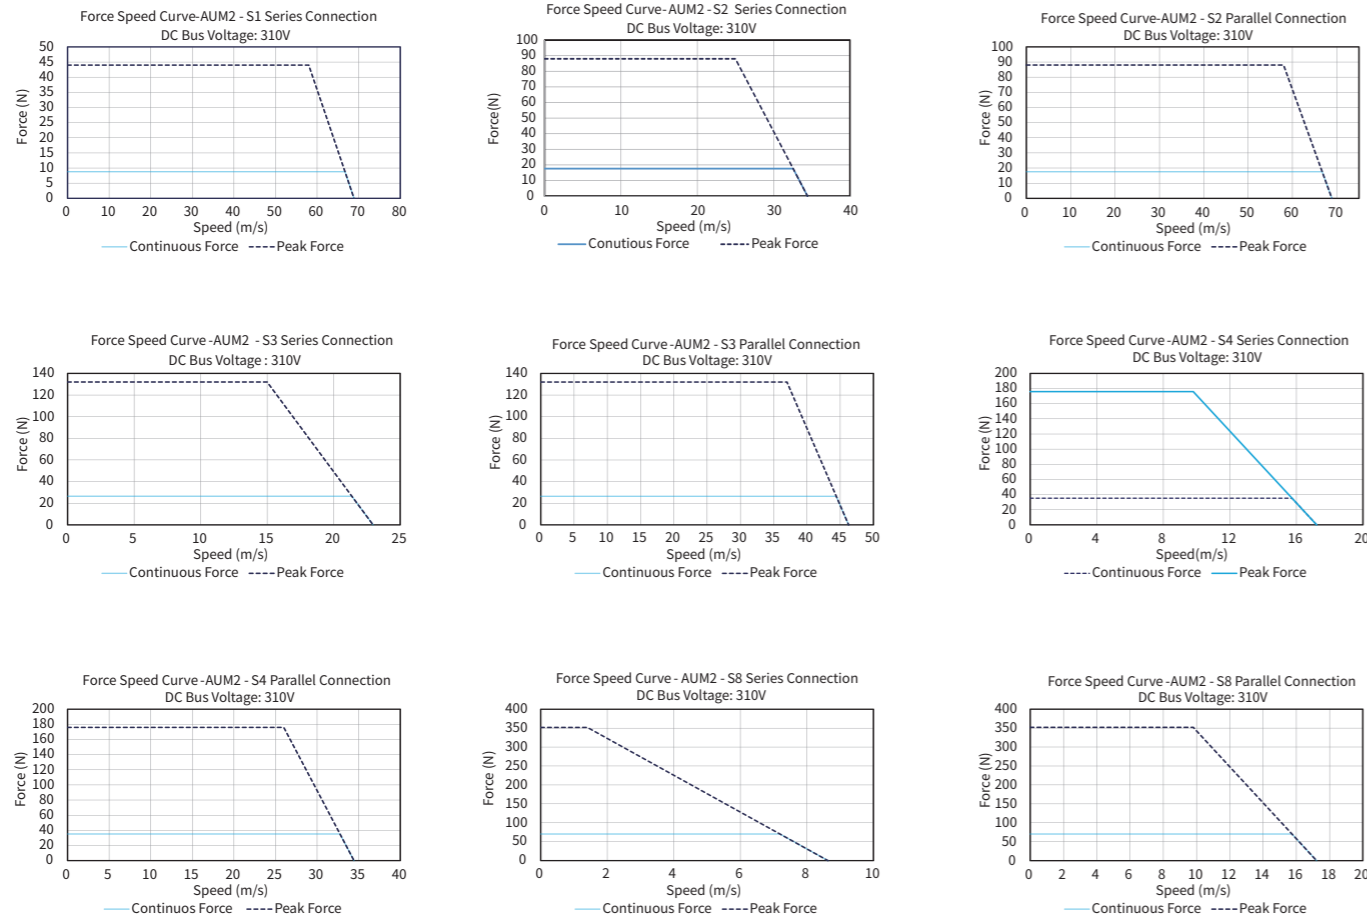 Force Speed Curve-AUM2 - S1 Series Connection
DC Bus Voltage: 310V
50
45
40
35
30
25
20
15
10
5
0
Force (N)
0 10 20 30 40 50 60 70 80
Speed (m/s)
Continuous Force Peak Force
Force Speed Curve-AUM2 - S2 Series Connection
DC Bus Voltage: 310V
100
90
80
70
60
50
40
30
20
10
0
Force(N)
0 10 20 30 40
Speed (m/s)
Conutious Force Peak Force
Force Speed Curve-AUM2 - S2 Parallel Connection
DC Bus Voltage: 310V
100
90
80
70
60
50
40
30
20
10
0
Force (N)
0 10 20 30 40 50 60 70
Speed (m/s)
Continuous Force Peak Force
Force Speed Curve -AUM2 - S3 Series Connection
DC Bus Voltage : 310V
140
120
100
80
60
40
20
0
Force (N)
0 5 10 15 20 25
Speed (m/s)
Continuous Force Peak Force
Force Speed Curve -AUM2 - S3 Parallel Connection
DC Bus Voltage: 310V
140
120
100
80
60
40
20
0
Force (N)
0 5 10 15 20 25 30 35 40 45 50
Speed (m/s)
Continuous Force Peak Force
Force Speed Curve -AUM2 - S4 Series Connection
DC Bus Voltage: 310V
200
180
160
140
120
100
80
60
40
20
0
Force (N)
0 4 8 12 16 20
Speed(m/s)
Continuous Force Peak Force
Force Speed Curve -AUM2 - S4 Parallel Connection
DC Bus Voltage: 310V
200
180
160
140
120
100
80
60
40
20
0
Force (N)
0 5 10 15 20 25 30 35 40
Speed (m/s)
Continuos Force Peak Force
Force Speed Curve - AUM2 - S8 Series Connection
DC Bus Voltage: 310V
400
350
300
250
200
150
100
50
0
Force (N)
0 2 4 6 8 10
Speed (m/s)
Continuous Force Peak Force
Force Speed Curve - AUM2 - S8 Parallel Connection
DC Bus Voltage: 310V
400
350
300
250
200
150
100
50
0
Force (N)
0 2 4 6 8 10 12 14 16 18 20
Speed (m/s)
Continuous Force Peak Force